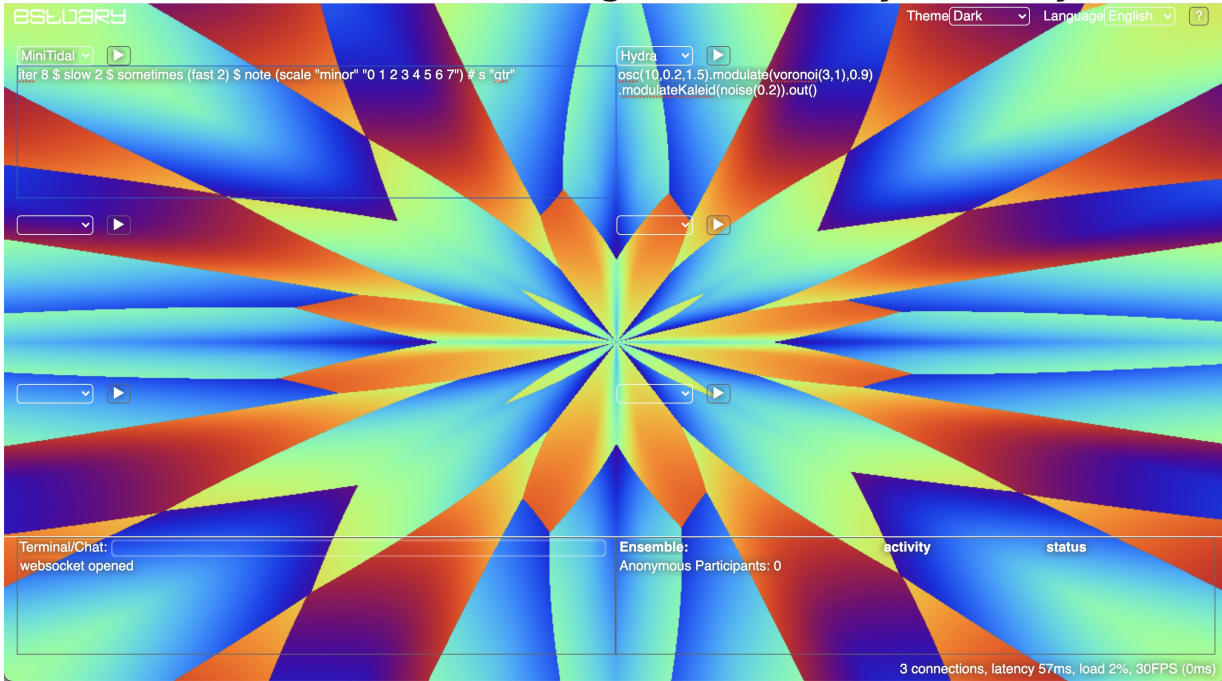 estuary
Theme Dark Language English ?
MiniTidal
iter 8 $ slow 2 $ sometimes (fast 2) $ note (scale "minor" "0 1 2 3 4 5 6 7") # s "gtr"
Hydra
osc(10,0.2,1.5).modulate(voronoi(3,1),0.9)
.modulateKaleid(noise(0.2)).out()
Terminal/Chat:
websocket opened
Ensemble: activity status
Anonymous Participants: 0
3 connections, latency 57ms, load 2%, 30FPS (0ms)